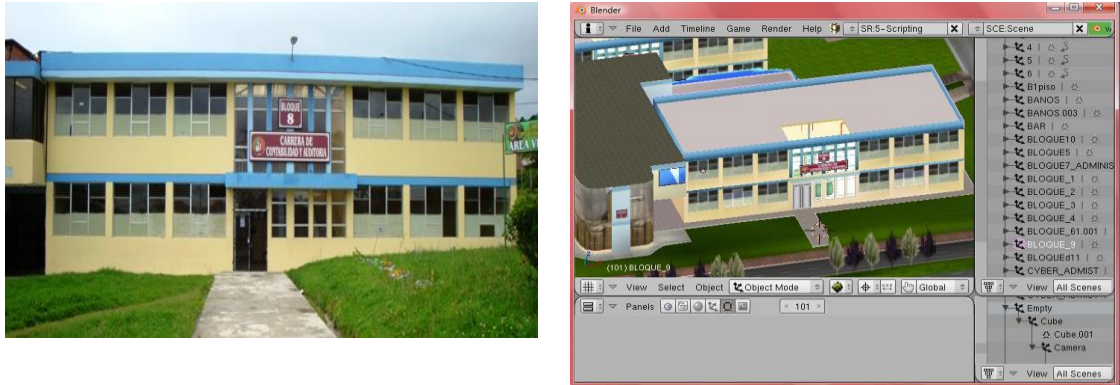 BLOQUE
8
CARRERA DE
CONTABILIDAD Y AUDITORIA
AREA
Blender
File Add Timeline Game Render Help SR:5-Scripting X SCE:Scene X
4
5
6
B1piso
BANOS
BANOS.003
BAR
BLOQUE10
BLOQUE5
BLOQUE7_ADMINIS
BLOQUE_1
BLOQUE_2
BLOQUE_3
BLOQUE_4
BLOQUE_61.001
BLOQUE_9
BLOQUEd11
CYBER_ADMIST
(101) BLOQUE_9
View Select Object Object Mode Global
View All Scenes
Panels 101
Empty
Cube
Cube.001
Camera
View All Scenes